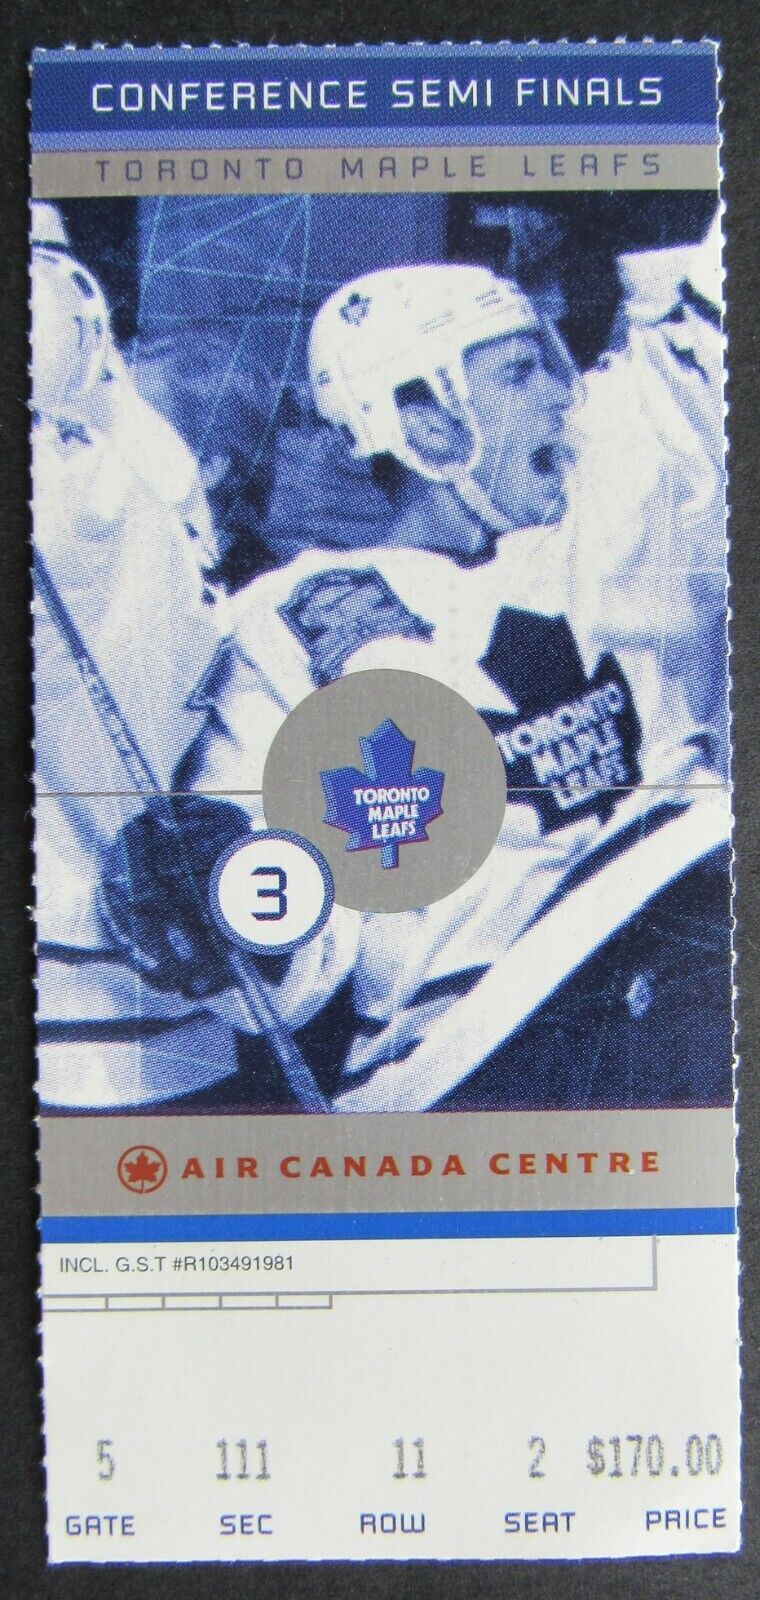 CONFERENCE SEMI FINALS
TORONTO MAPLE LEAFS
TORONTO
MAPLE
LEAFS
TORONTO
MAPLE
LEAFS
3
AIR CANADA CENTRE
INCL. G.S.T #R103491981
5 111 11 2 $170.00
GATE SEC ROW SEAT PRICE